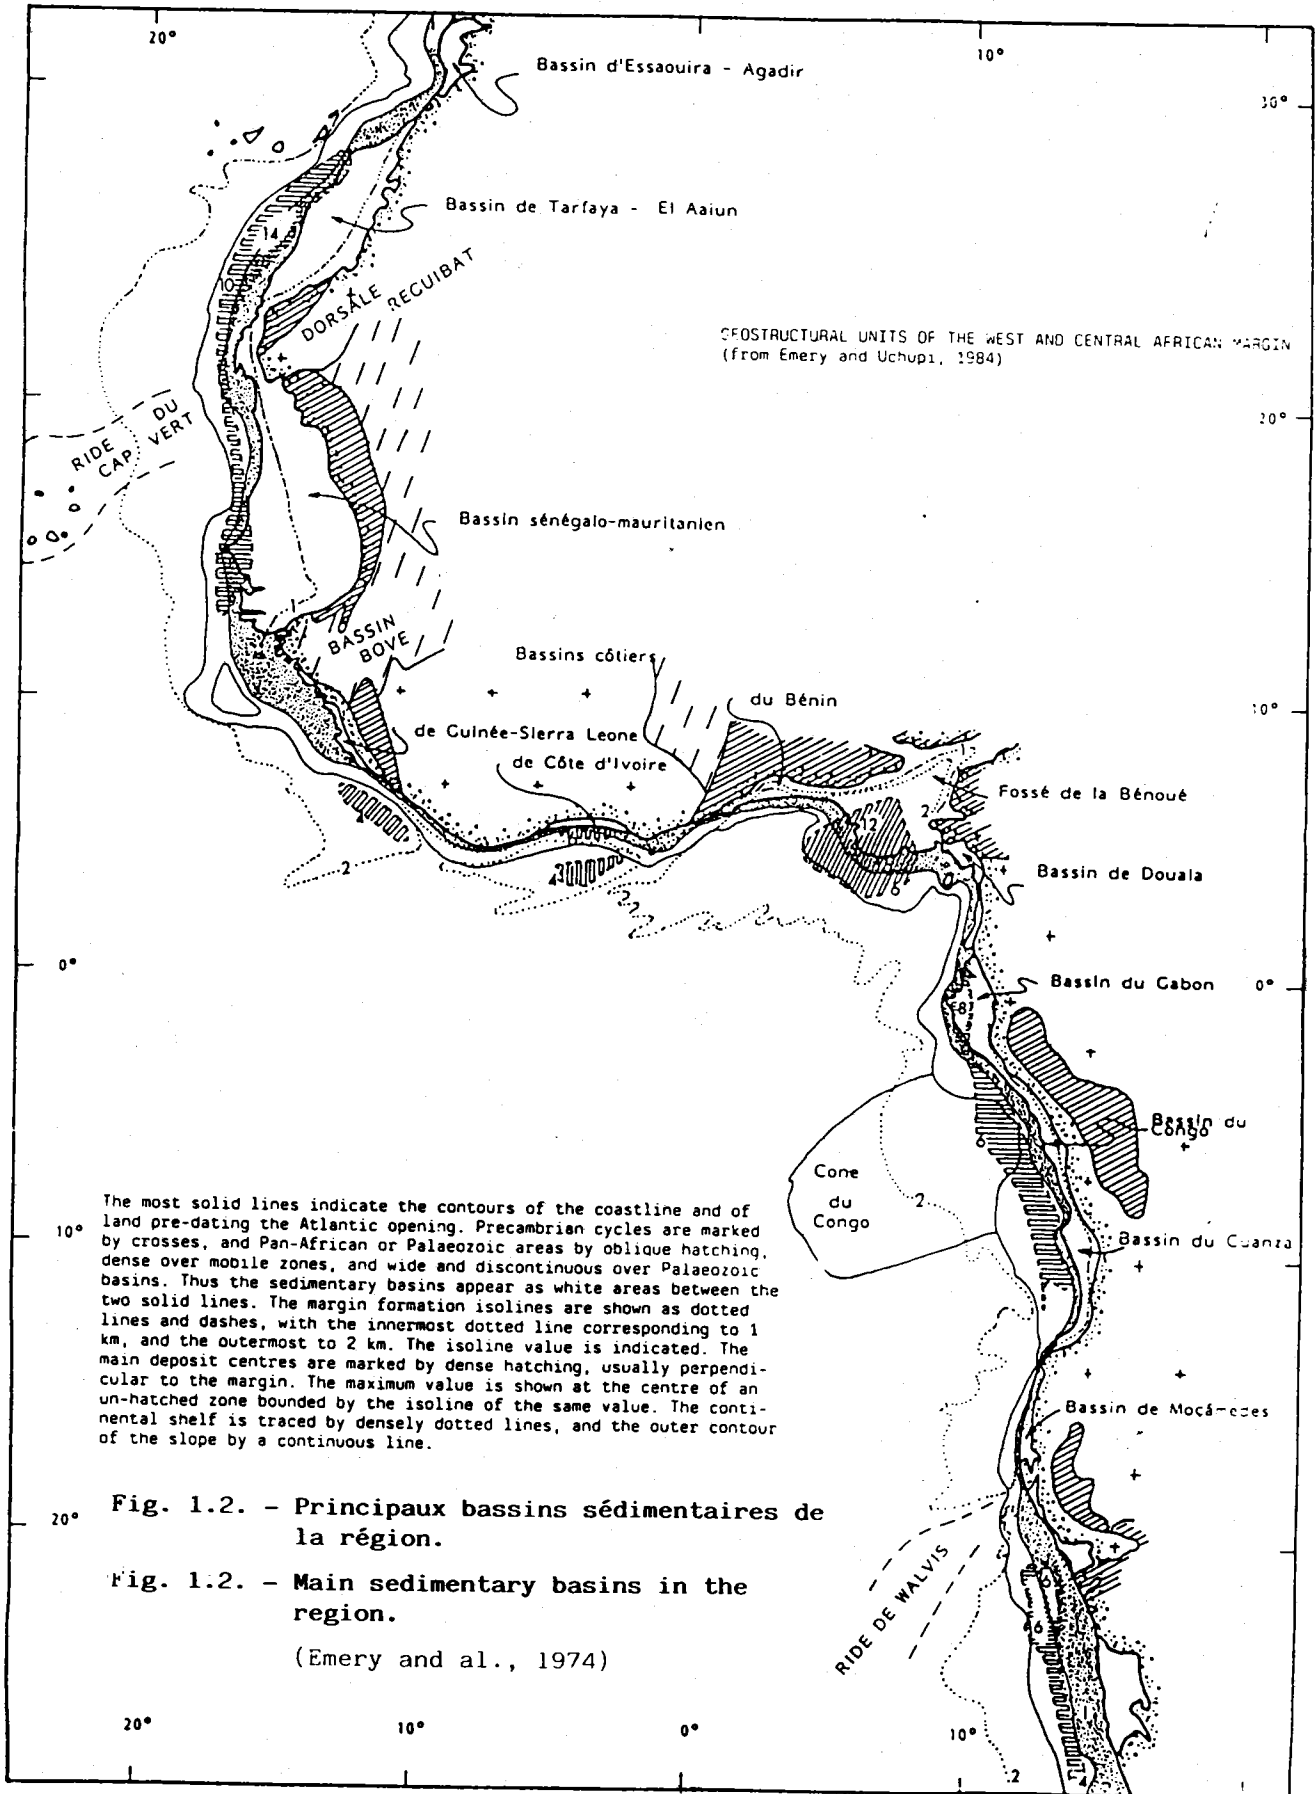 20°
10°
Bassin d'Essaouira - Agadir
30°
Bassin de Tarfaya - El Aaiun
14
10
DORSALE
REGUIBAT
GEOSTRUCTURAL UNITS OF THE WEST AND CENTRAL AFRICAN MARGIN
(from Emery and Uchupi, 1984)
20°
RIDE DU
CAP VERT
Bassin sénégalo-mauritanien
BASSIN
BOVE
Bassins côtiers
du Bénin
10°
de Guinée-Sierra Leone
de Côte d'Ivoire
Fossé de la Bénoué
2
12
4
2
4
6
Bassin de Douala
0°
Bassin du Gabon
0°
8
Bassin du
Congo
6
Cone
du
Congo
2
The most solid lines indicate the contours of the coastline and of
land pre-dating the Atlantic opening. Precambrian cycles are marked
10°
by crosses, and Pan-African or Palaeozoic areas by oblique hatching,
dense over mobile zones, and wide and discontinuous over Palaeozoic
basins. Thus the sedimentary basins appear as white areas between the
two solid lines. The margin formation isolines are shown as dotted
lines and dashes, with the innermost dotted line corresponding to 1
km, and the outermost to 2 km. The isoline value is indicated. The
main deposit centres are marked by dense hatching, usually perpendi-
cular to the margin. The maximum value is shown at the centre of an
un-hatched zone bounded by the isoline of the same value. The conti-
nental shelf is traced by densely dotted lines, and the outer contour
of the slope by a continuous line.
Bassin du Cuanza
Bassin de Moçâmedes
20°
Fig. 1.2. - Principaux bassins sédimentaires de
la région.
Fig. 1.2. - Main sedimentary basins in the
region.
(Emery and al., 1974)
RIDE DE WALVIS
6
6
20°
10°
0°
10°
2
4